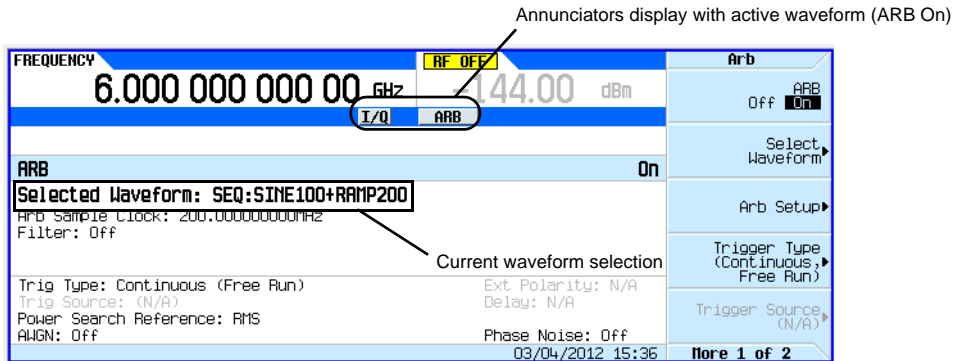 Annunciators display with active waveform (ARB On)
FREQUENCY
RF OFF
6.000 000 000 00 GHz
-144.00 dBm
I/Q ARB
ARB On
Selected Waveform: SEQ:SINE100+RAMP200
Arb Sample Clock: 200.000000000MHz
Filter: Off
Current waveform selection
Trig Type: Continuous (Free Run)
Ext Polarity: N/A
Trig Source: (N/A)
Delay: N/A
Power Search Reference: RMS
AWGN: Off
Phase Noise: Off
03/04/2012 15:36
Arb
ARB
Off On
Select
Waveform
Arb Setup
Trigger Type
(Continuous,
Free Run)
Trigger Source
(N/A)
More 1 of 2